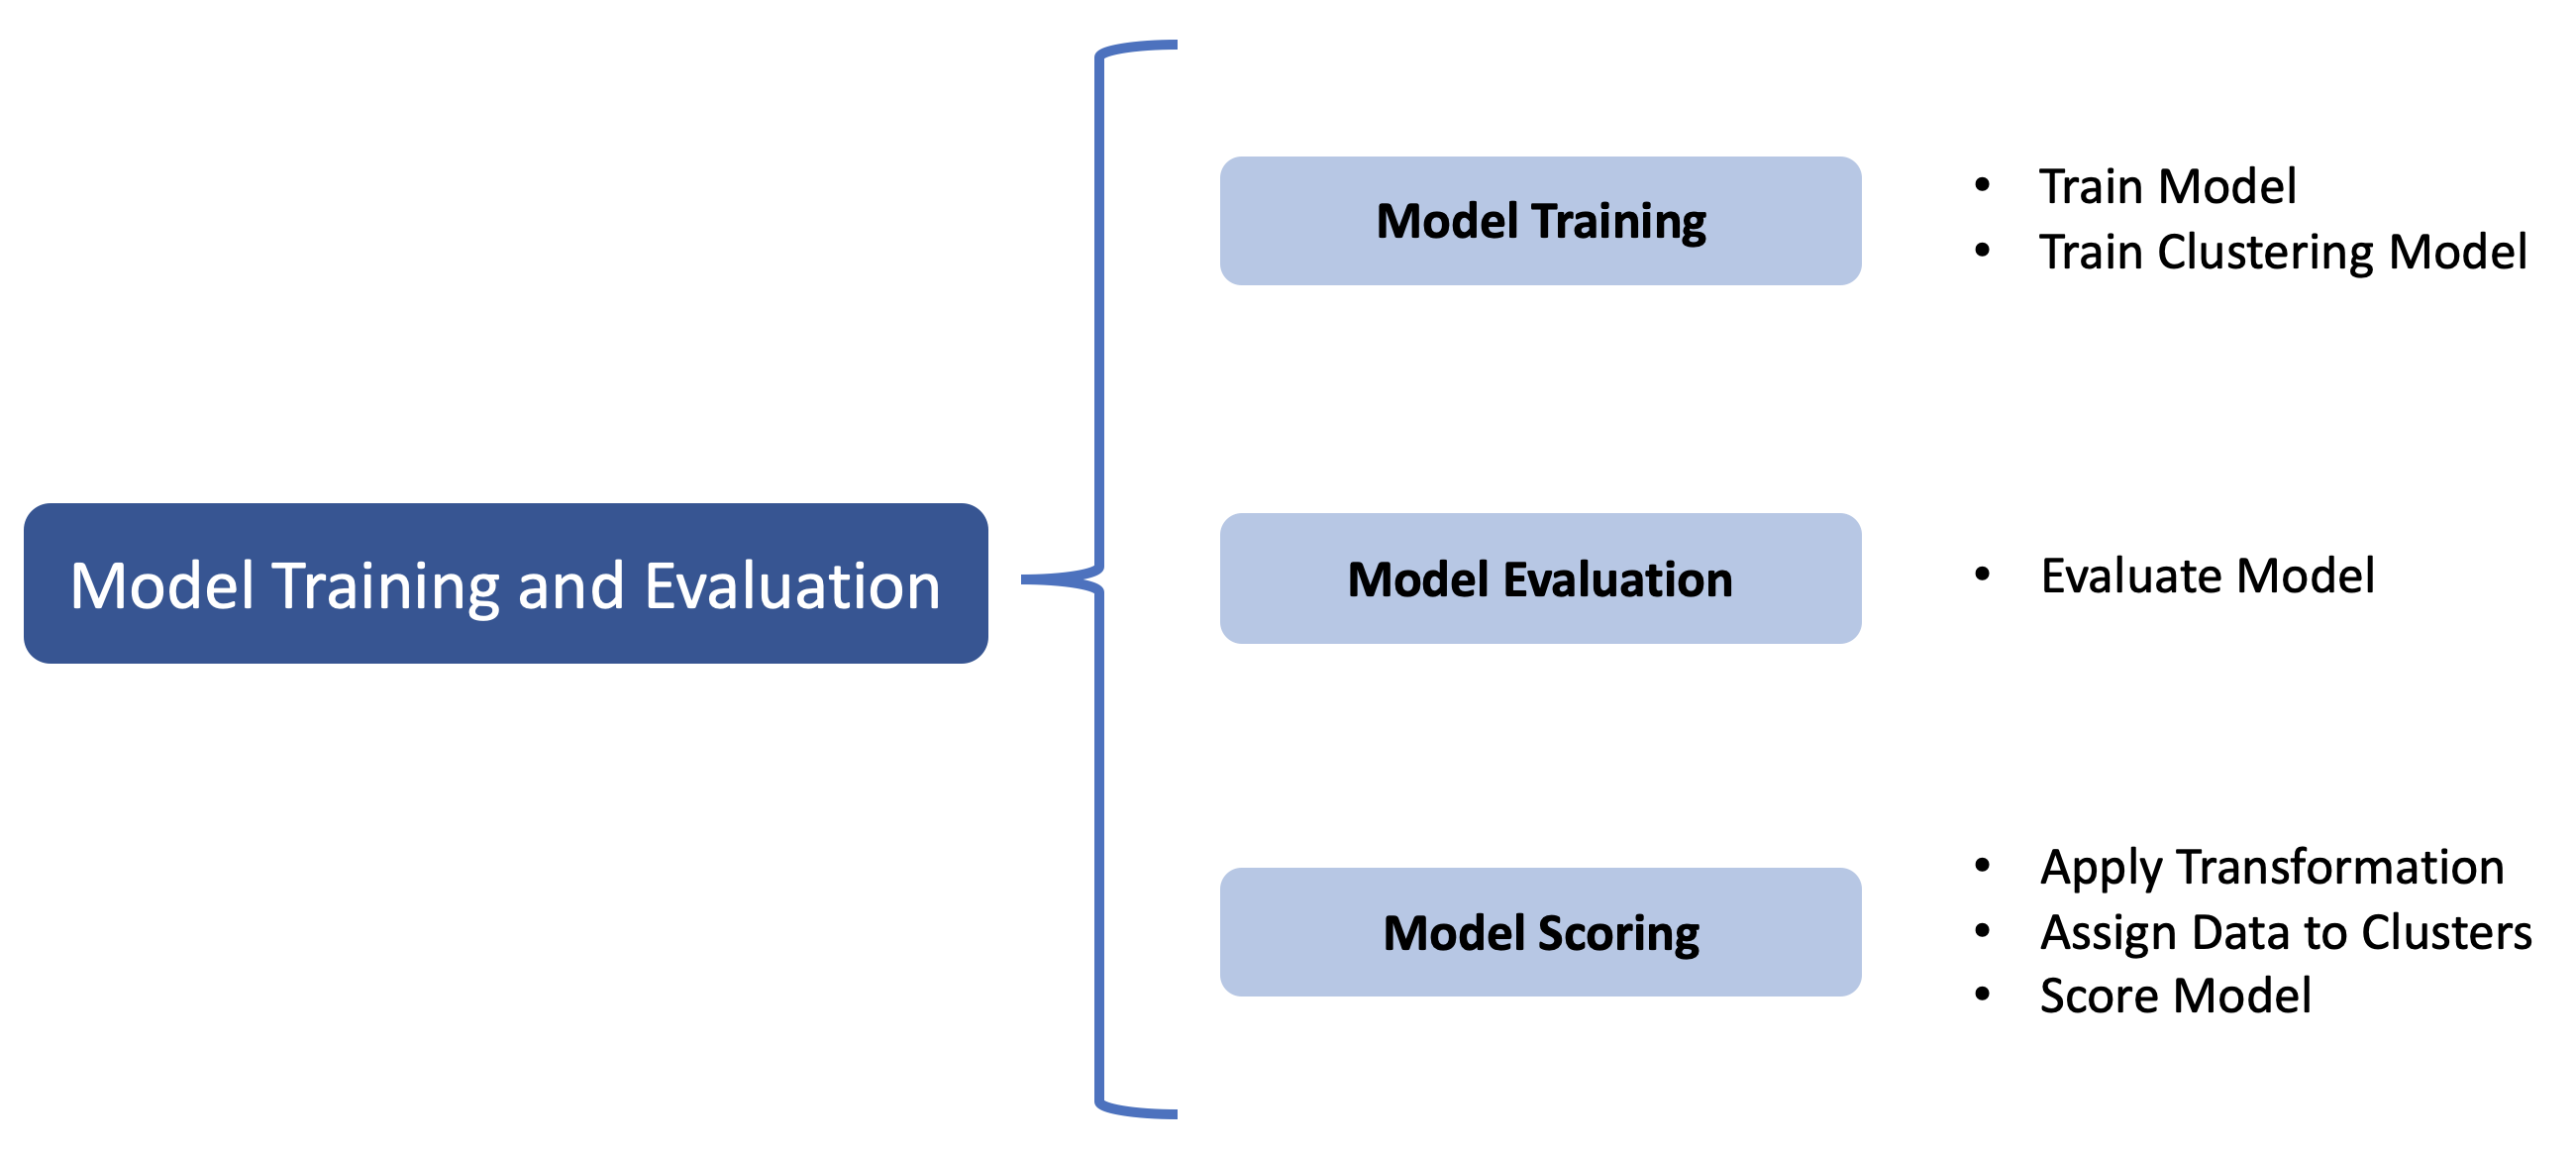 Model Training and Evaluation
Model Training
• Train Model
• Train Clustering Model
Model Evaluation
• Evaluate Model
Model Scoring
• Apply Transformation
• Assign Data to Clusters
• Score Model